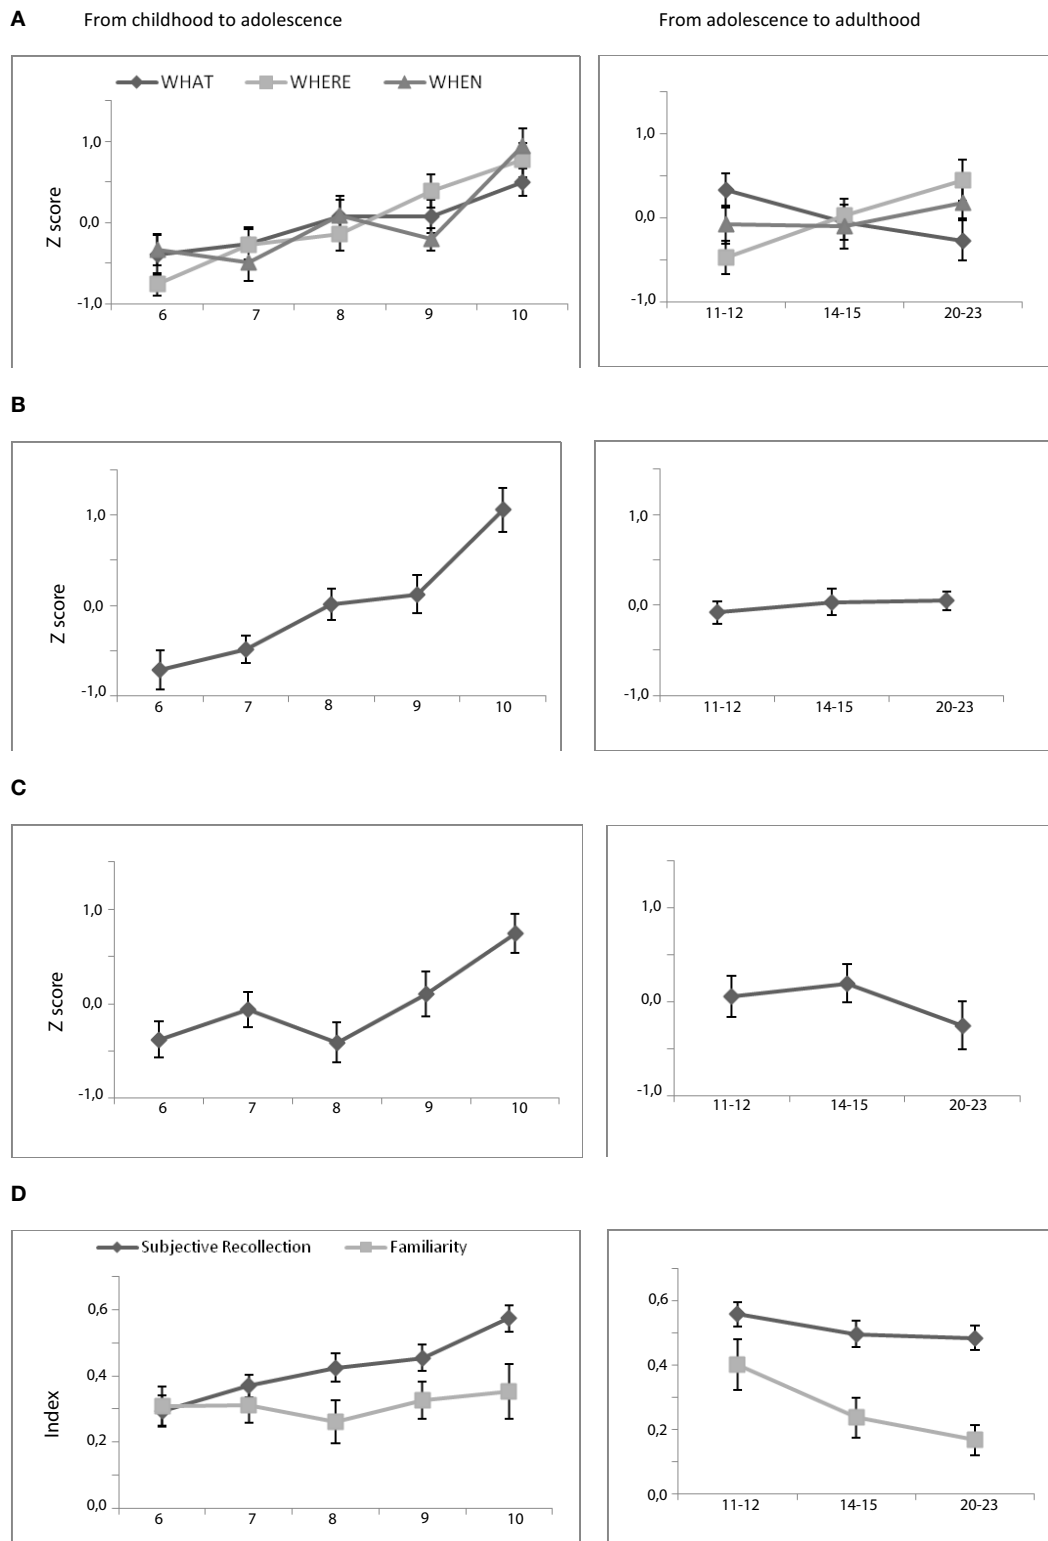 A
From childhood to adolescence
From adolescence to adulthood
WHAT WHERE WHEN
Z score
1,0
0,0
-1,0
6 7 8 9 10
1,0
0,0
-1,0
11-12 14-15 20-23
B
Z score
1,0
0,0
-1,0
6 7 8 9 10
1,0
0,0
-1,0
11-12 14-15 20-23
C
Z score
1,0
0,0
-1,0
6 7 8 9 10
1,0
0,0
-1,0
11-12 14-15 20-23
D
Subjective Recollection Familiarity
Index
0,6
0,4
0,2
0,0
6 7 8 9 10
0,6
0,4
0,2
0,0
11-12 14-15 20-23